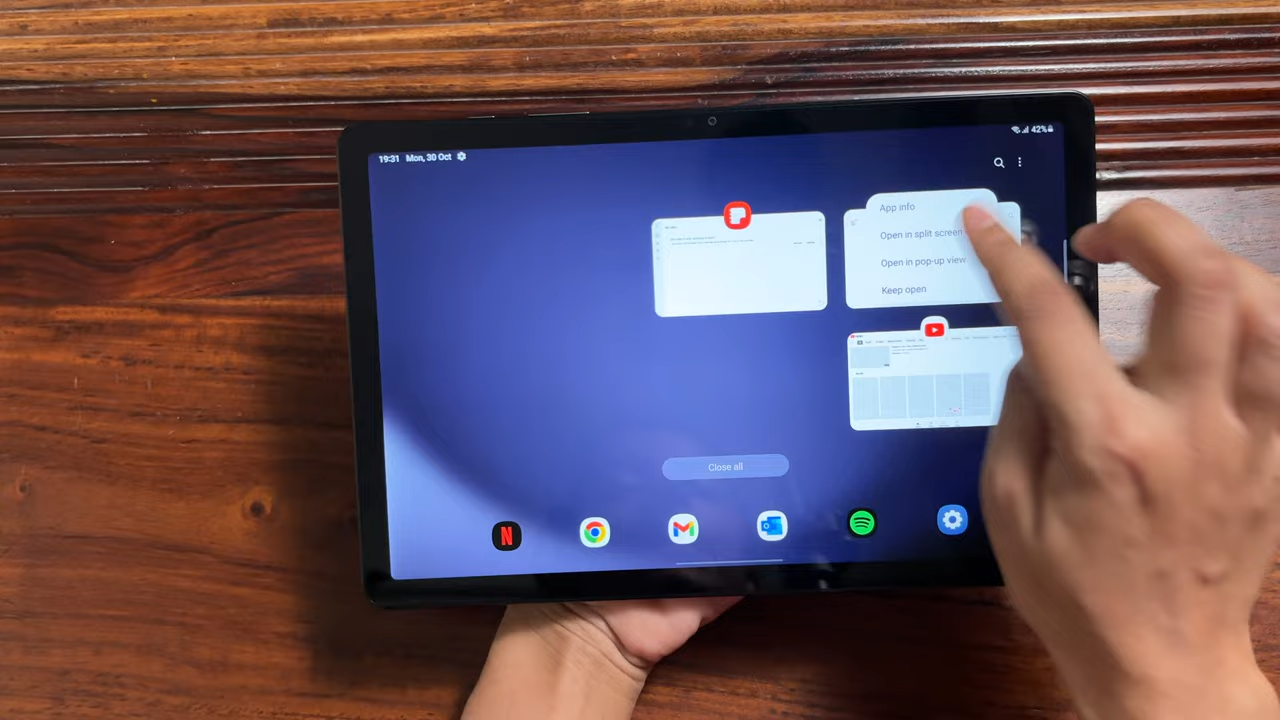 19:31 Mon, 30 Oct
42%
App info
Open in split screen
Open in pop-up view
Keep open
Close all
N